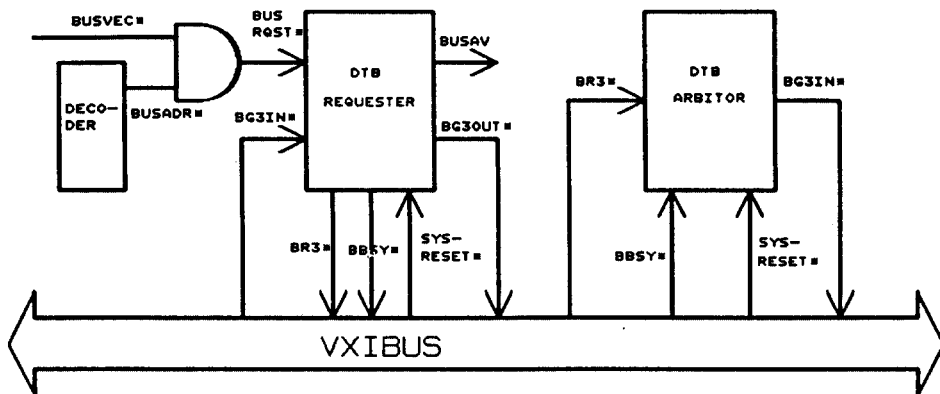 BUSVEC*
DECO-
DER
BUSADR*
BUS
RQST*
BG3IN*
DTB
REQUESTER
BUSAV
BG3OUT*
BR3*
BBSY*
SYS-
RESET*
BR3*
DTB
ARBITOR
BG3IN*
BBSY*
SYS-
RESET*
VXIBUS